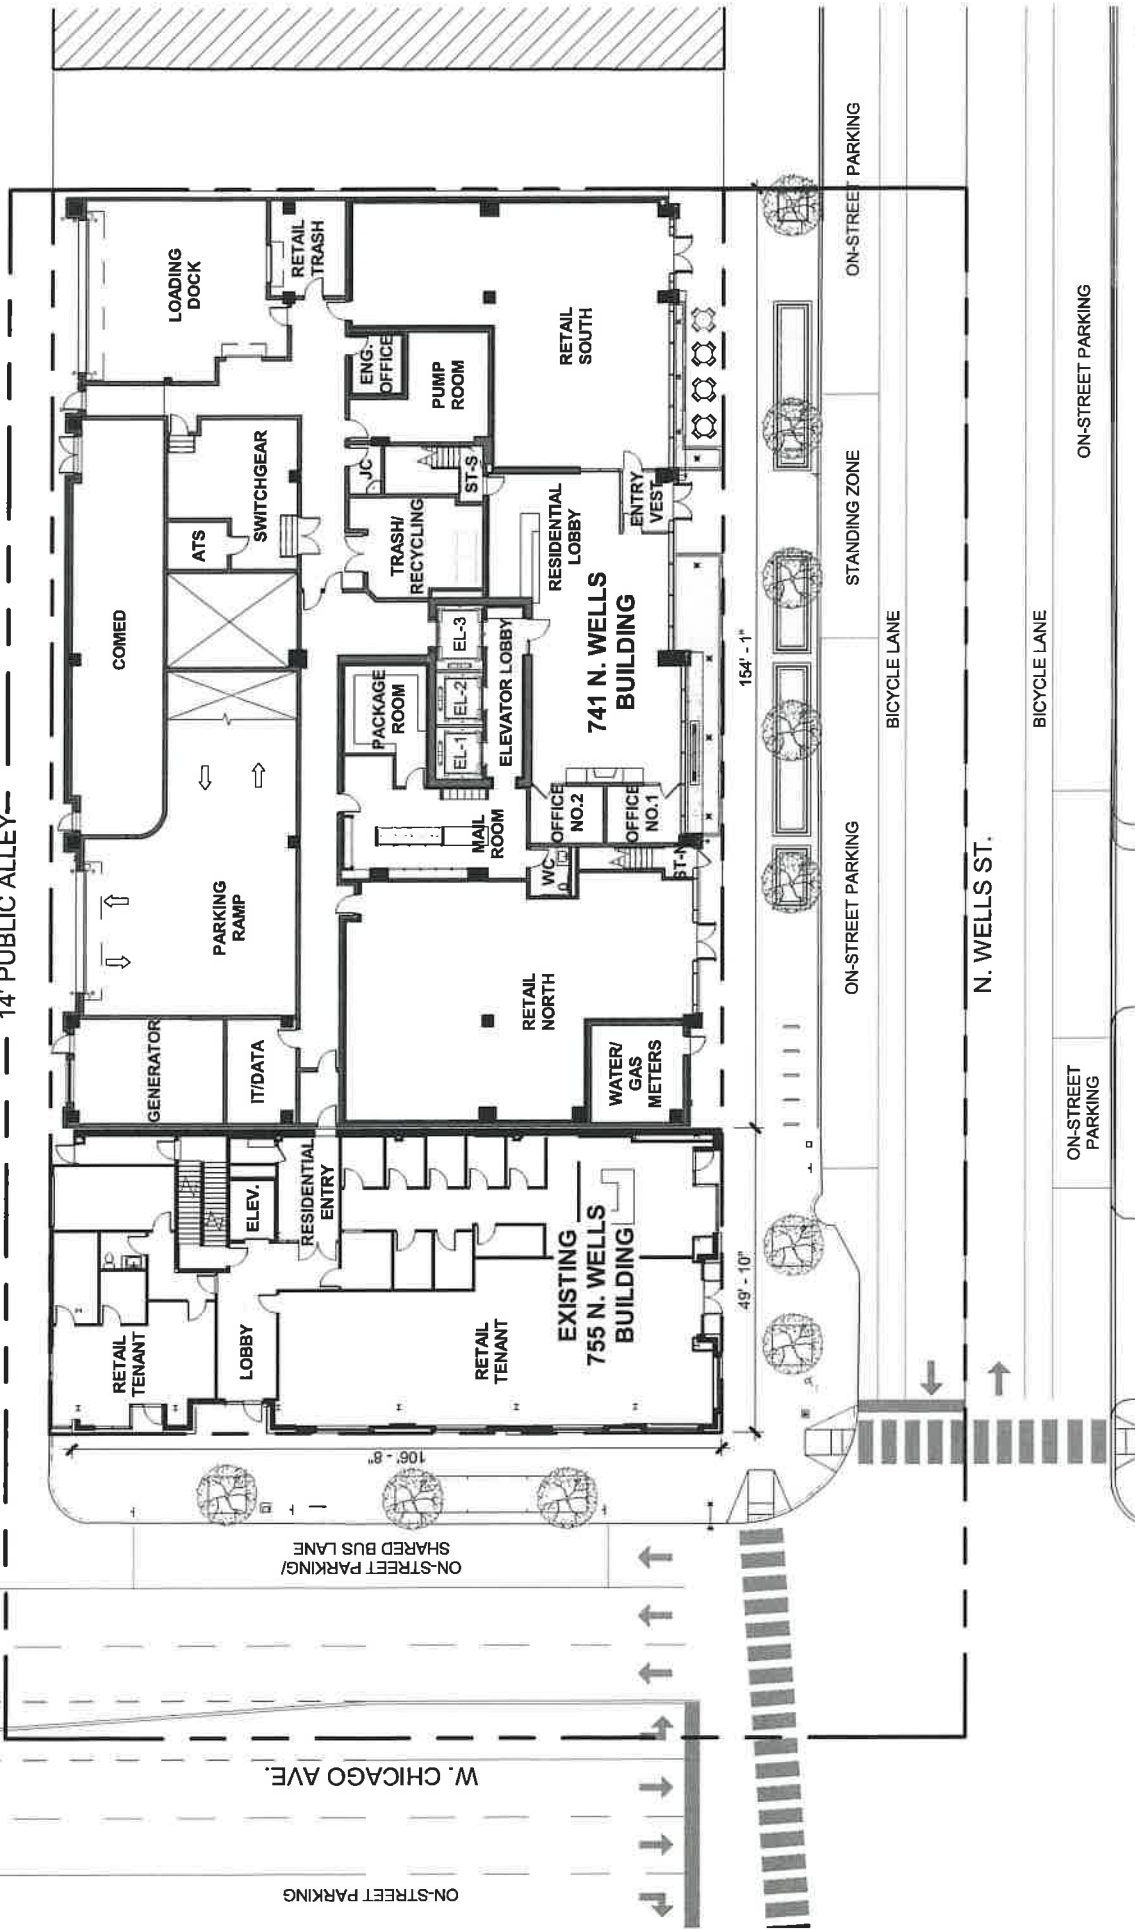 14' PUBLIC ALLEY
LOADING
DOCK
RETAIL
TRASH
ENG.
OFFICE
PUMP
ROOM
RETAIL
SOUTH
COMED
SWITCHGEAR
ATS
JC
ST-S
TRASH/
RECYCLING
RESIDENTIAL
LOBBY
ENTRY
VEST
EL-3
EL-2
EL-1
ELEVATOR LOBBY
741 N. WELLS
BUILDING
PACKAGE
ROOM
MAIL
ROOM
OFFICE
NO.2
OFFICE
NO.1
WC
ST-N
PARKING
RAMP
RETAIL
NORTH
WATER/
GAS
METERS
GENERATOR
IT/DATA
RESIDENTIAL
ENTRY
ELEV.
LOBBY
RETAIL
TENANT
RETAIL
TENANT
EXISTING
755 N. WELLS
BUILDING
154' - 1"
49' - 10"
106' - 8"
ON-STREET PARKING
STANDING ZONE
ON-STREET PARKING
BICYCLE LANE
N. WELLS ST.
BICYCLE LANE
ON-STREET PARKING
ON-STREET
PARKING
ON-STREET PARKING/
SHARED BUS LANE
W. CHICAGO AVE.
ON-STREET PARKING